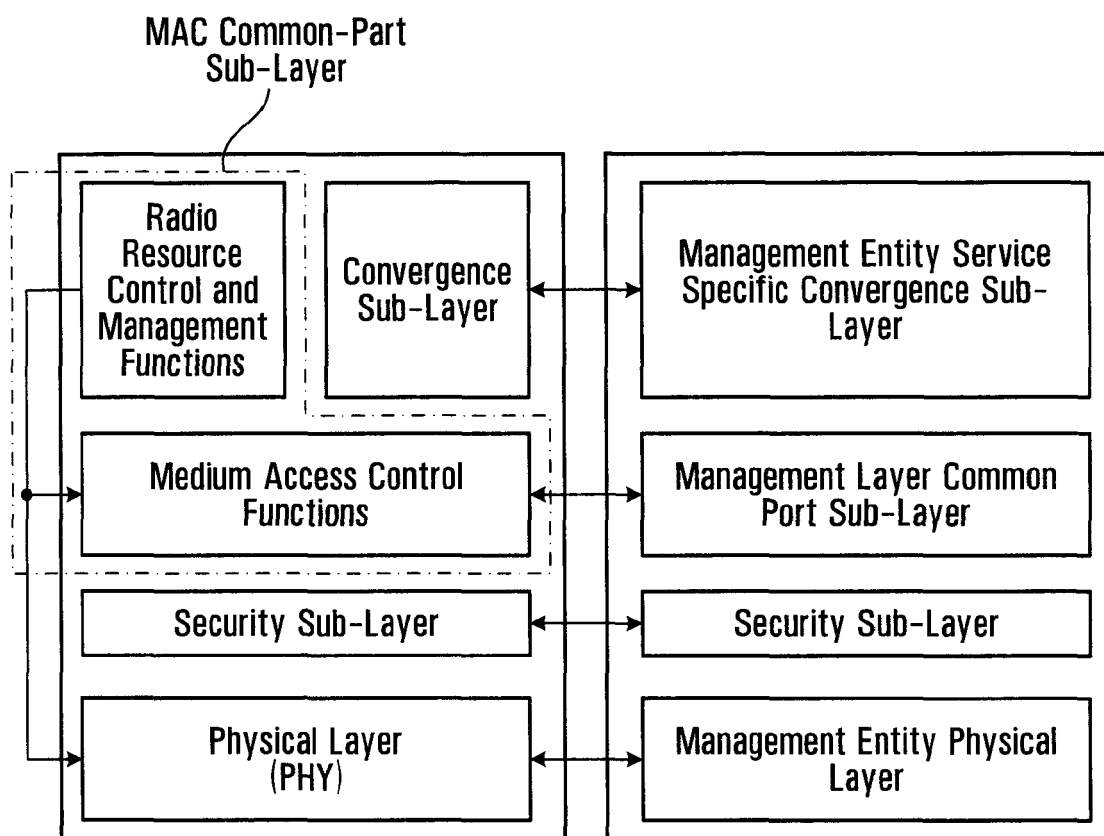 MAC Common-Part
Sub-Layer
Radio
Resource
Control and
Management
Functions
Convergence
Sub-Layer
Management Entity Service
Specific Convergence Sub-
Layer
Medium Access Control
Functions
Management Layer Common
Port Sub-Layer
Security Sub-Layer
Security Sub-Layer
Physical Layer
(PHY)
Management Entity Physical
Layer